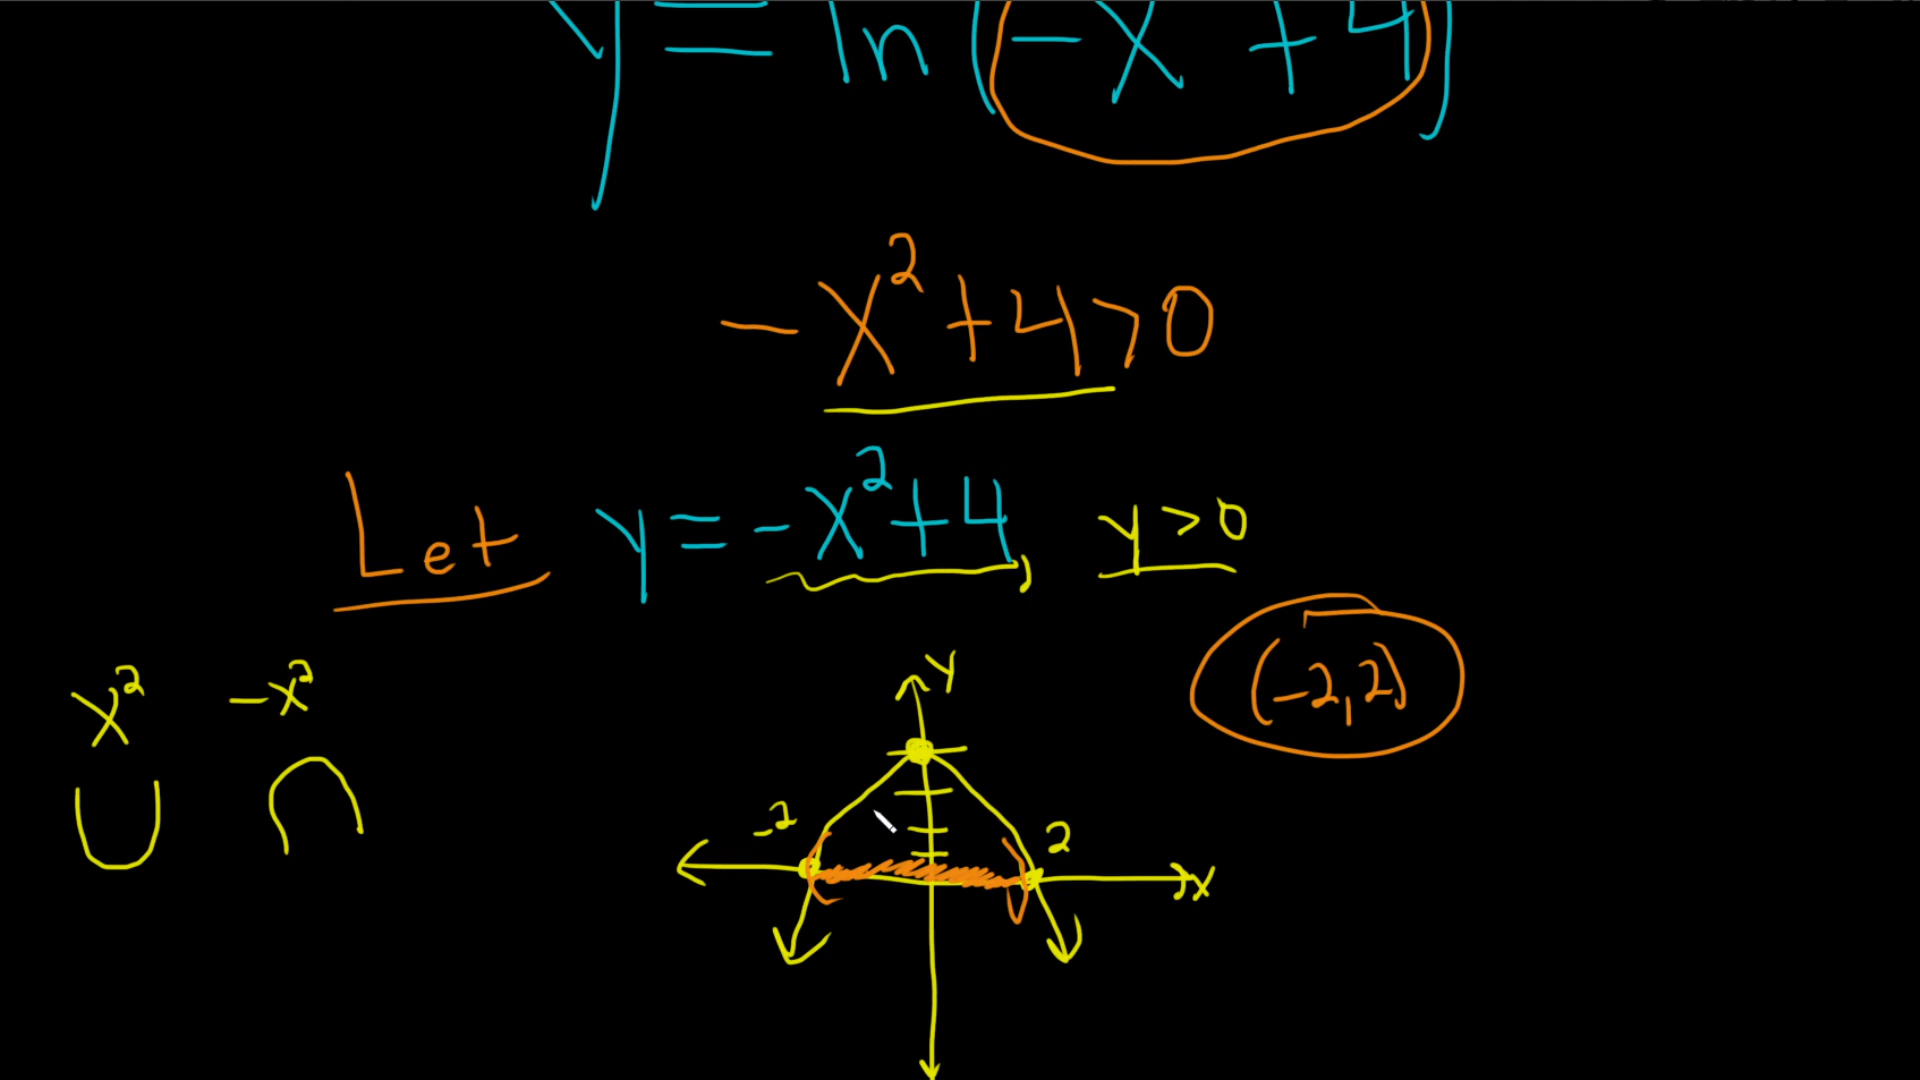 y = ln(-x + 4)
-x²+4>0
Let y = -x²+4, y>0
(-2,2)
x² -x²
y
-2 2
x